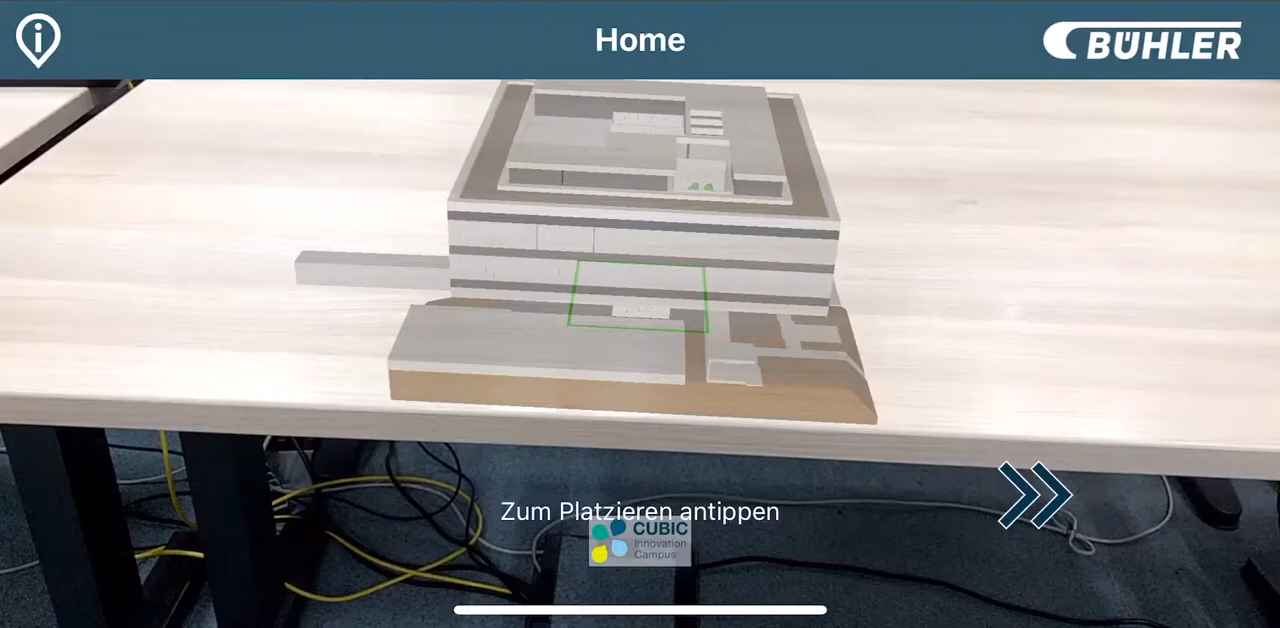 Home
BÜHLER
Zum Platzieren antippen
CUBIC
Innovation
Campus